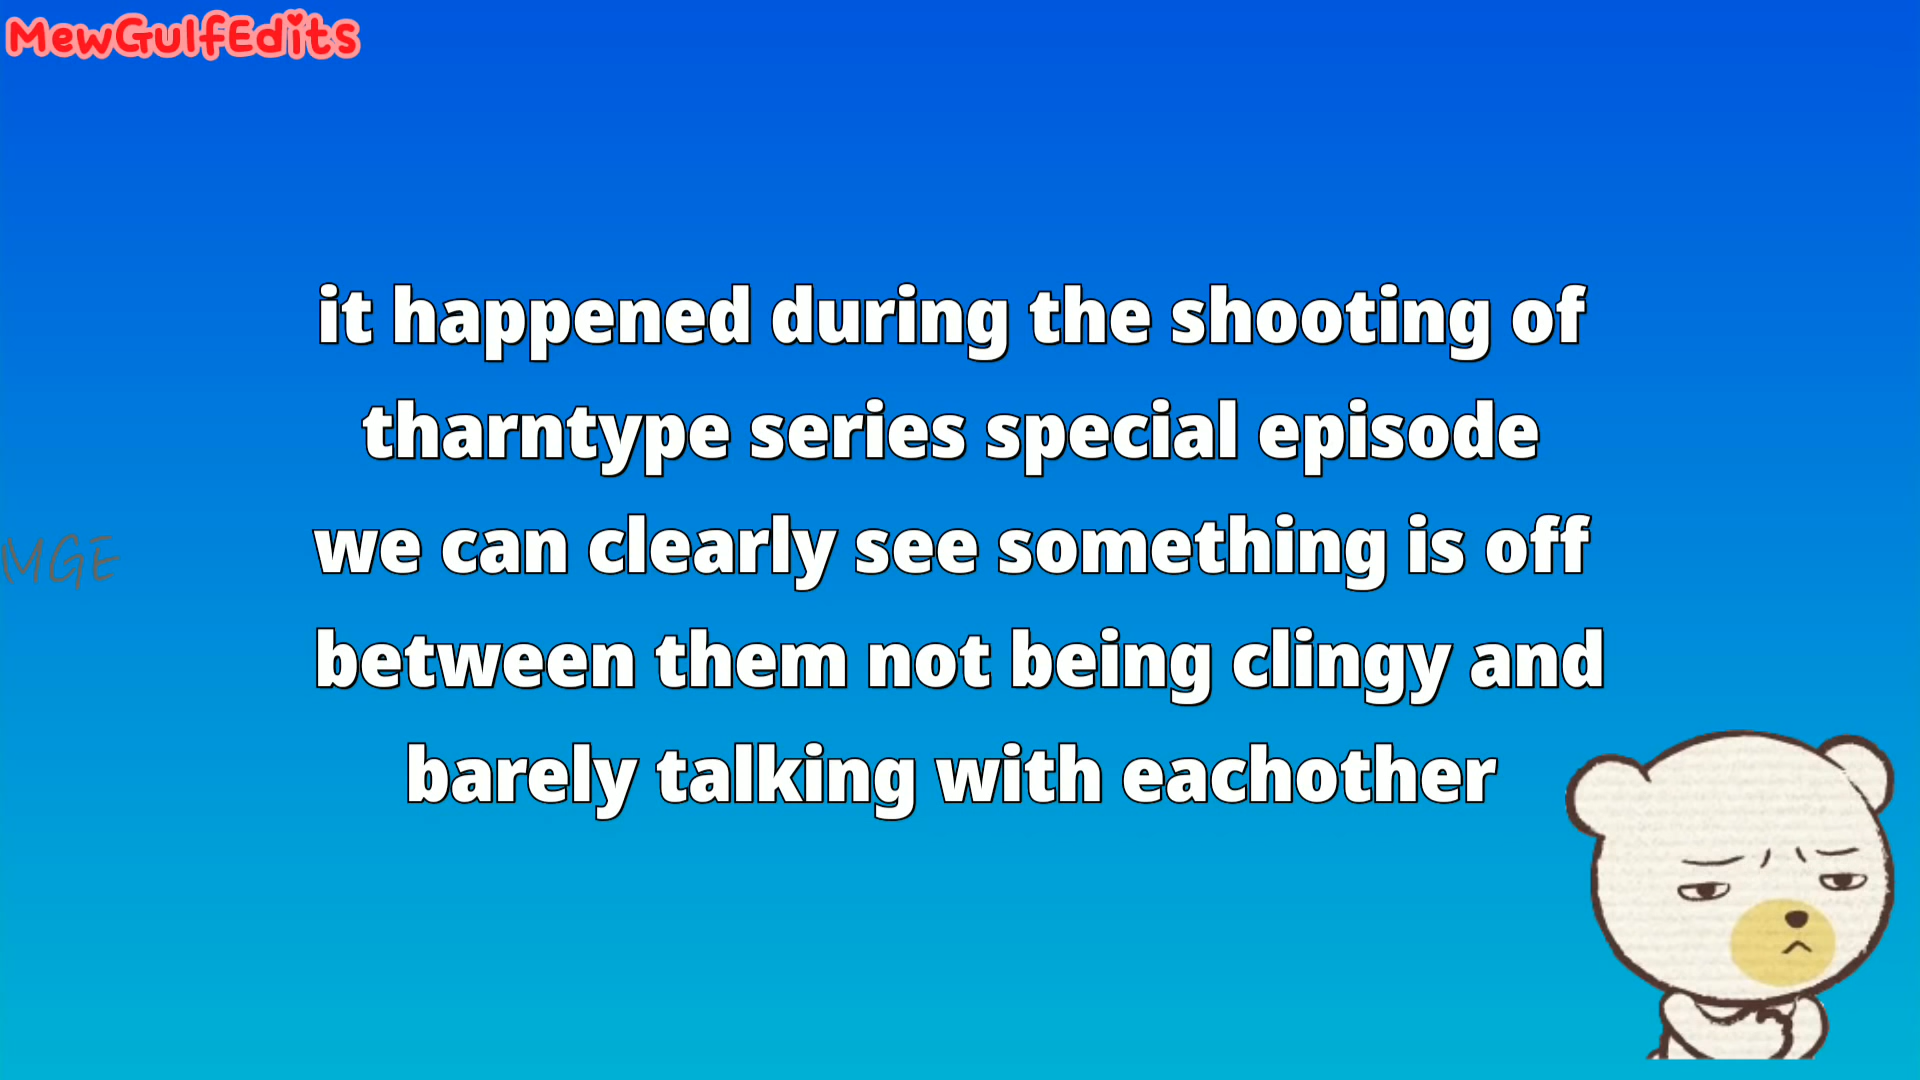 MewGulfEdits
it happened during the shooting of
tharntype series special episode
we can clearly see something is off
MGE
between them not being clingy and
barely talking with eachother